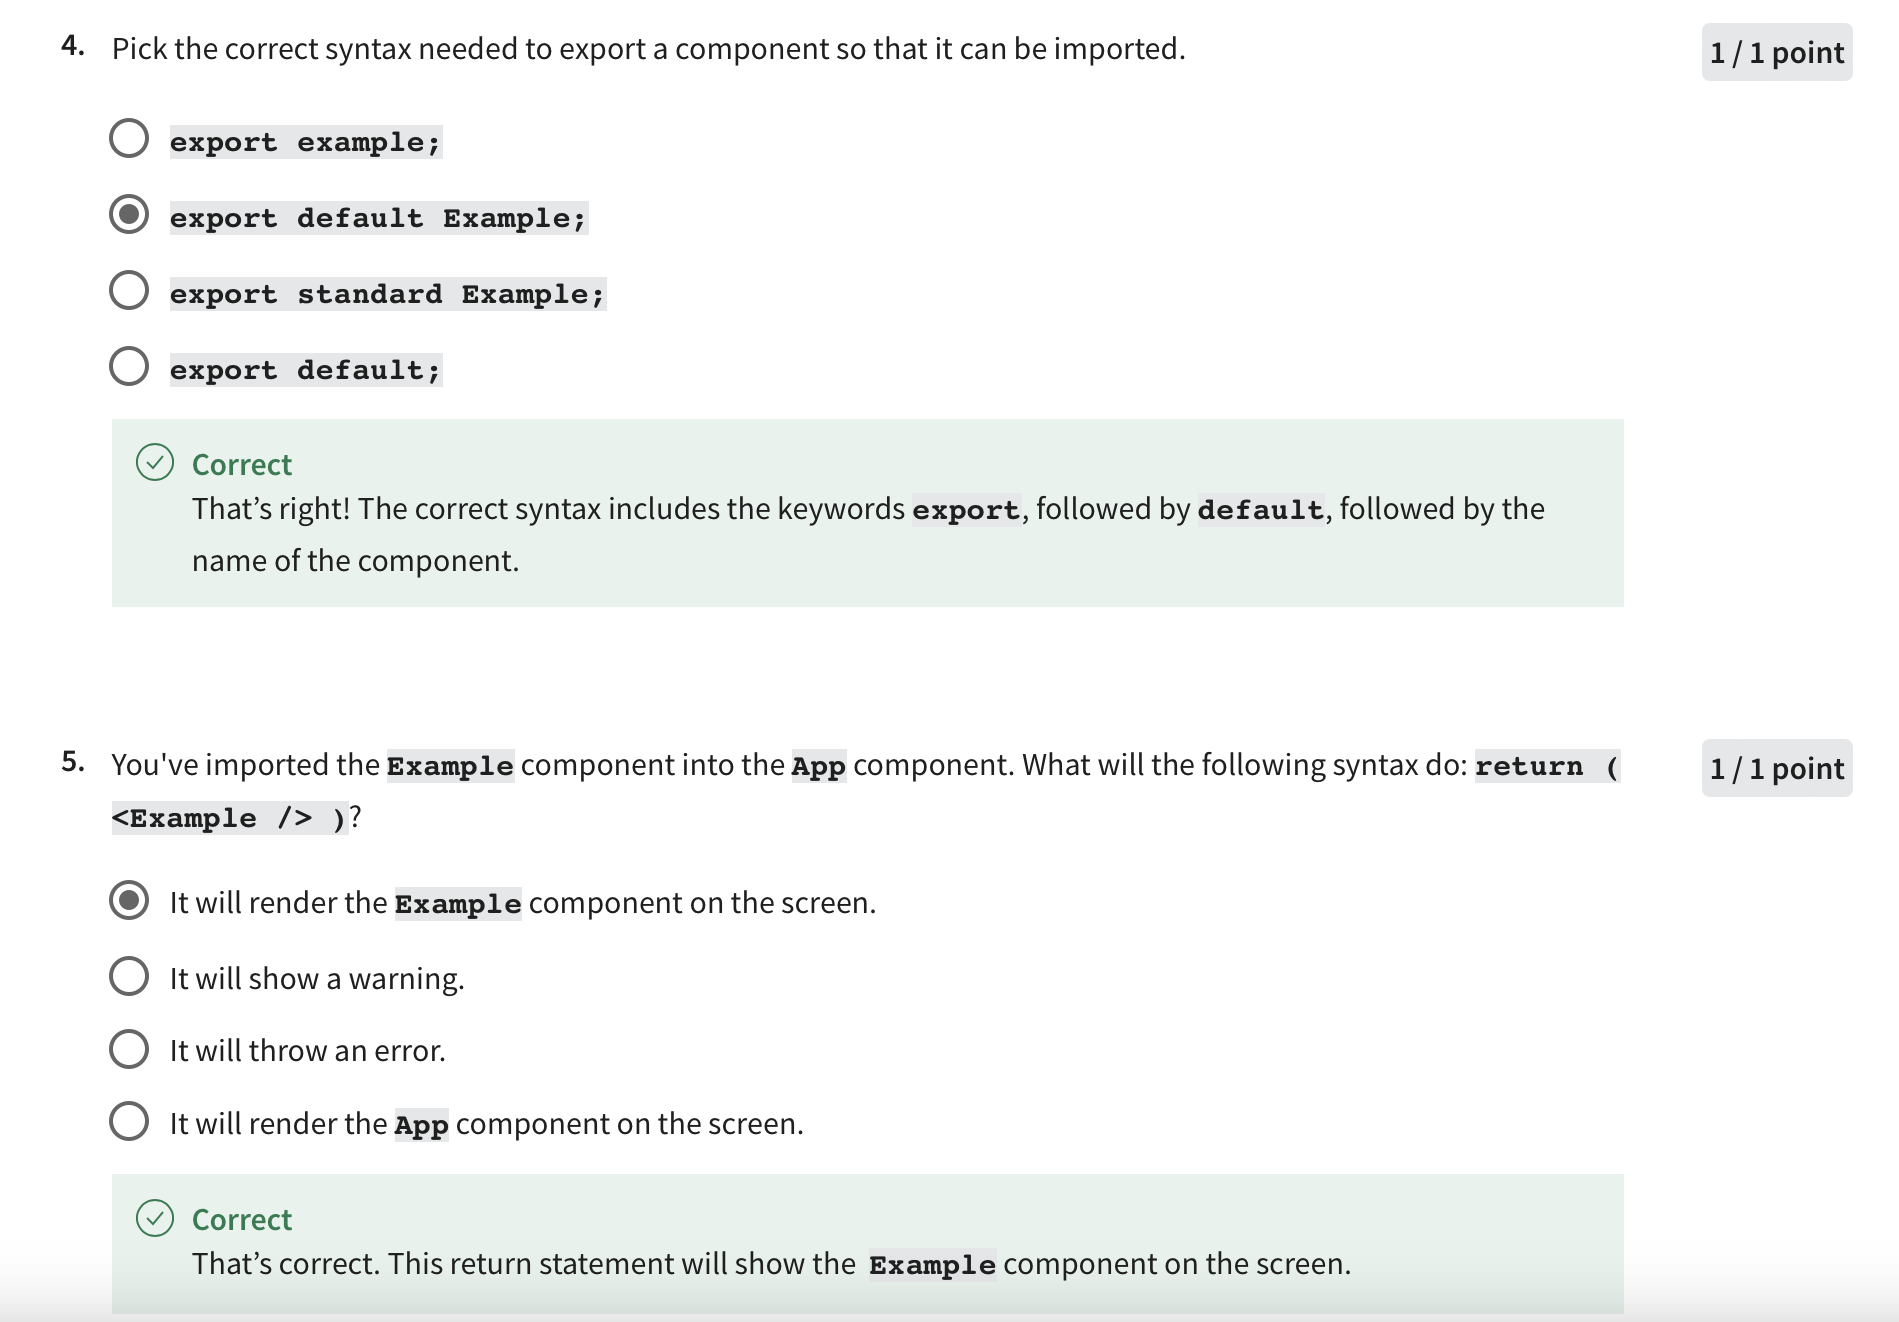 4. Pick the correct syntax needed to export a component so that it can be imported.
1 / 1 point
export example;
export default Example;
export standard Example;
export default;
Correct
That’s right! The correct syntax includes the keywords export, followed by default, followed by the
name of the component.
5. You've imported the Example component into the App component. What will the following syntax do: return (
1 / 1 point
<Example /> )?
It will render the Example component on the screen.
It will show a warning.
It will throw an error.
It will render the App component on the screen.
Correct
That’s correct. This return statement will show the Example component on the screen.